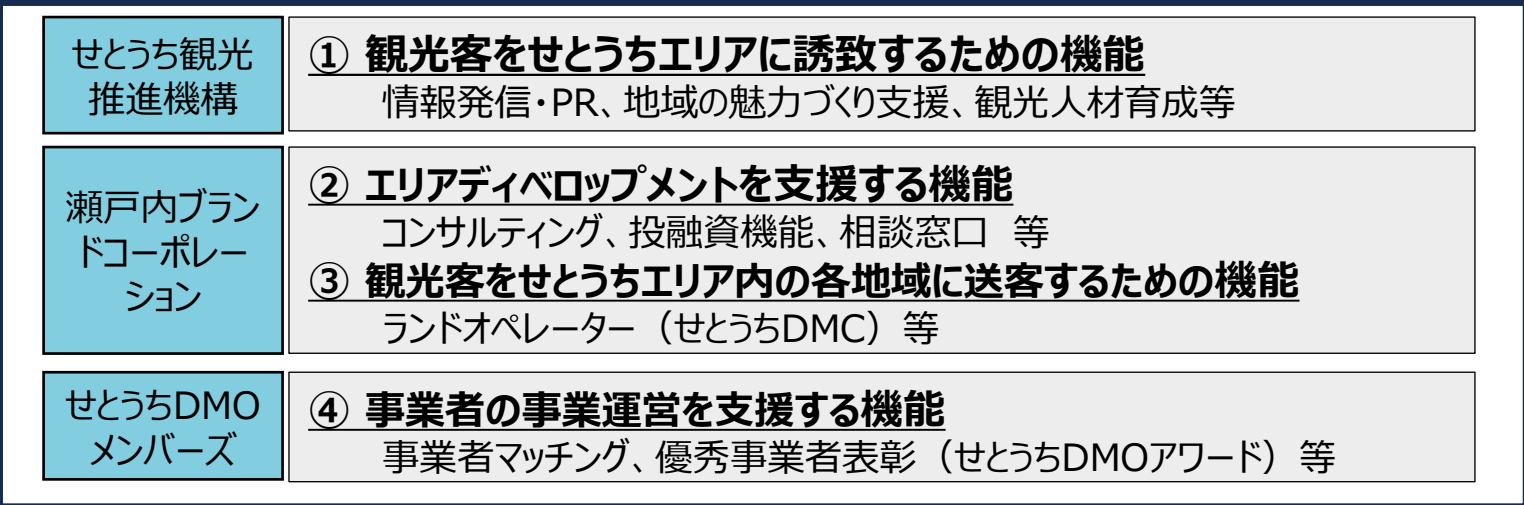 せとうち観光
推進機構
① 観光客をせとうちエリアに誘致するための機能
情報発信・PR、地域の魅力づくり支援、観光人材育成等
瀬戸内ブラン
ドコーポレー
ション
② エリアディベロップメントを支援する機能
コンサルティング、投融資機能、相談窓口　等
③ 観光客をせとうちエリア内の各地域に送客するための機能
ランドオペレーター（せとうちDMC）等
せとうちDMO
メンバーズ
④ 事業者の事業運営を支援する機能
事業者マッチング、優秀事業者表彰（せとうちDMOアワード）等